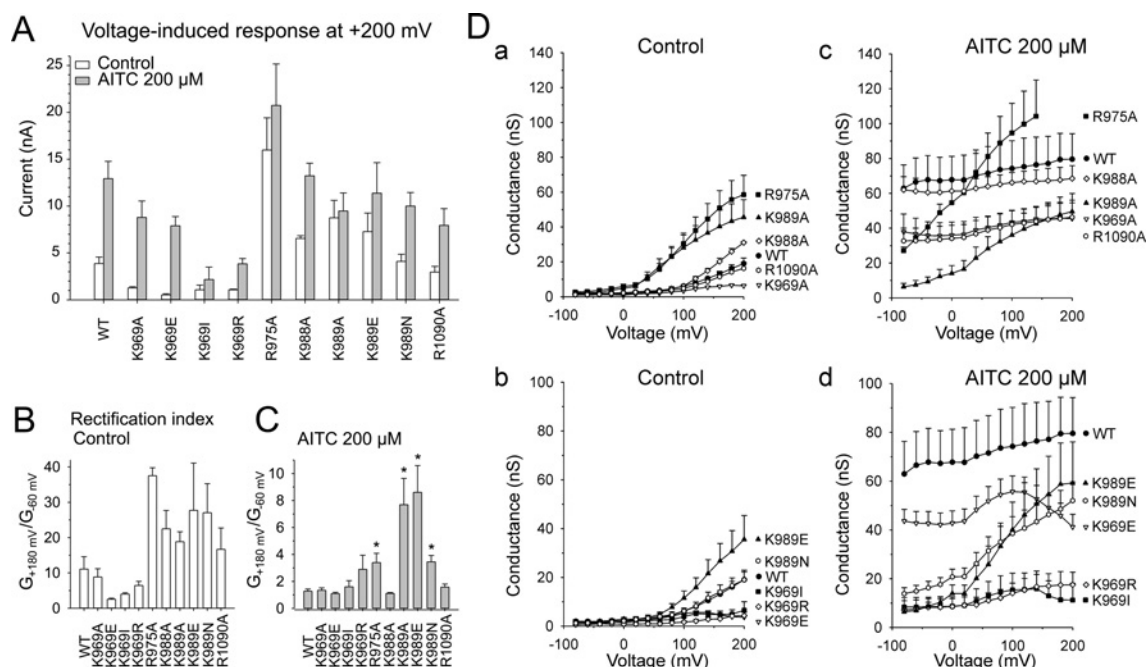 A
Voltage-induced response at +200 mV
Control
AITC 200 µM
Current (nA)
25
20
15
10
5
0
WT
K969A
K969E
K969I
K969R
R975A
K988A
K989A
K989E
K989N
R1090A
B
Rectification index
Control
G+180 mV/G-60 mV
40
30
20
10
0
WT
K969A
K969E
K969I
K969R
R975A
K988A
K989A
K989E
K989N
R1090A
C
AITC 200 µM
G+180 mV/G-60 mV
10
8
6
4
2
0
* * * *
WT
K969A
K969E
K969I
K969R
R975A
K988A
K989A
K989E
K989N
R1090A
D
a
Control
Conductance (nS)
140
120
100
80
60
40
20
0
R975A
K989A
K988A
WT
R1090A
K969A
-100 -50 0 50 100 150 200
Voltage (mV)
c
AITC 200 µM
Conductance (nS)
140
120
100
80
60
40
20
0
R975A
WT
K988A
K989A
K969A
R1090A
-100 0 100 200
Voltage (mV)
b
Control
Conductance (nS)
100
80
60
40
20
0
K989E
K989N
WT
K969I
K969R
K969E
-100 -50 0 50 100 150 200
Voltage (mV)
d
AITC 200 µM
Conductance (nS)
100
80
60
40
20
0
WT
K989E
K989N
K969E
K969R
K969I
-100 0 100 200
Voltage (mV)